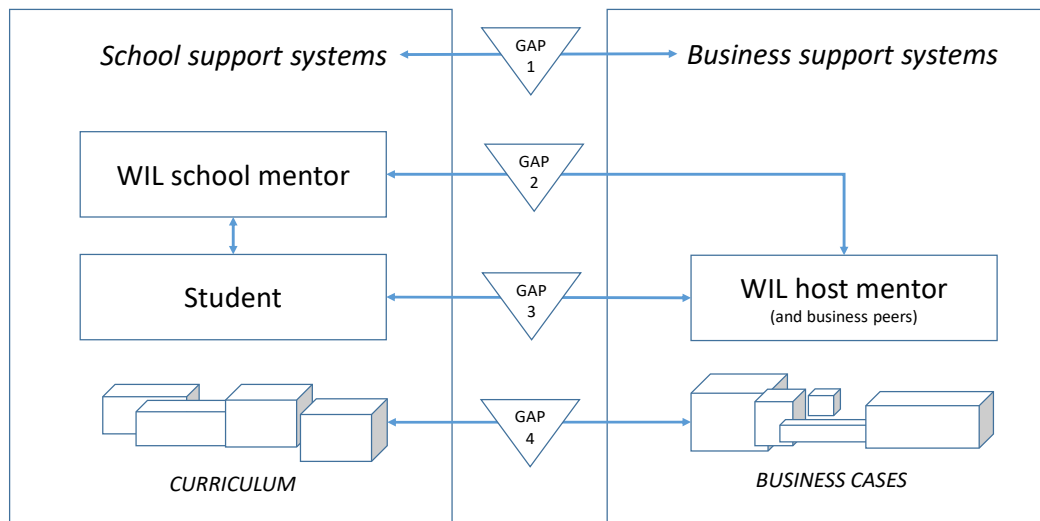 School support systems
GAP
1
Business support systems
WIL school mentor
GAP
2
Student
GAP
3
WIL host mentor
(and business peers)
GAP
4
CURRICULUM
BUSINESS CASES